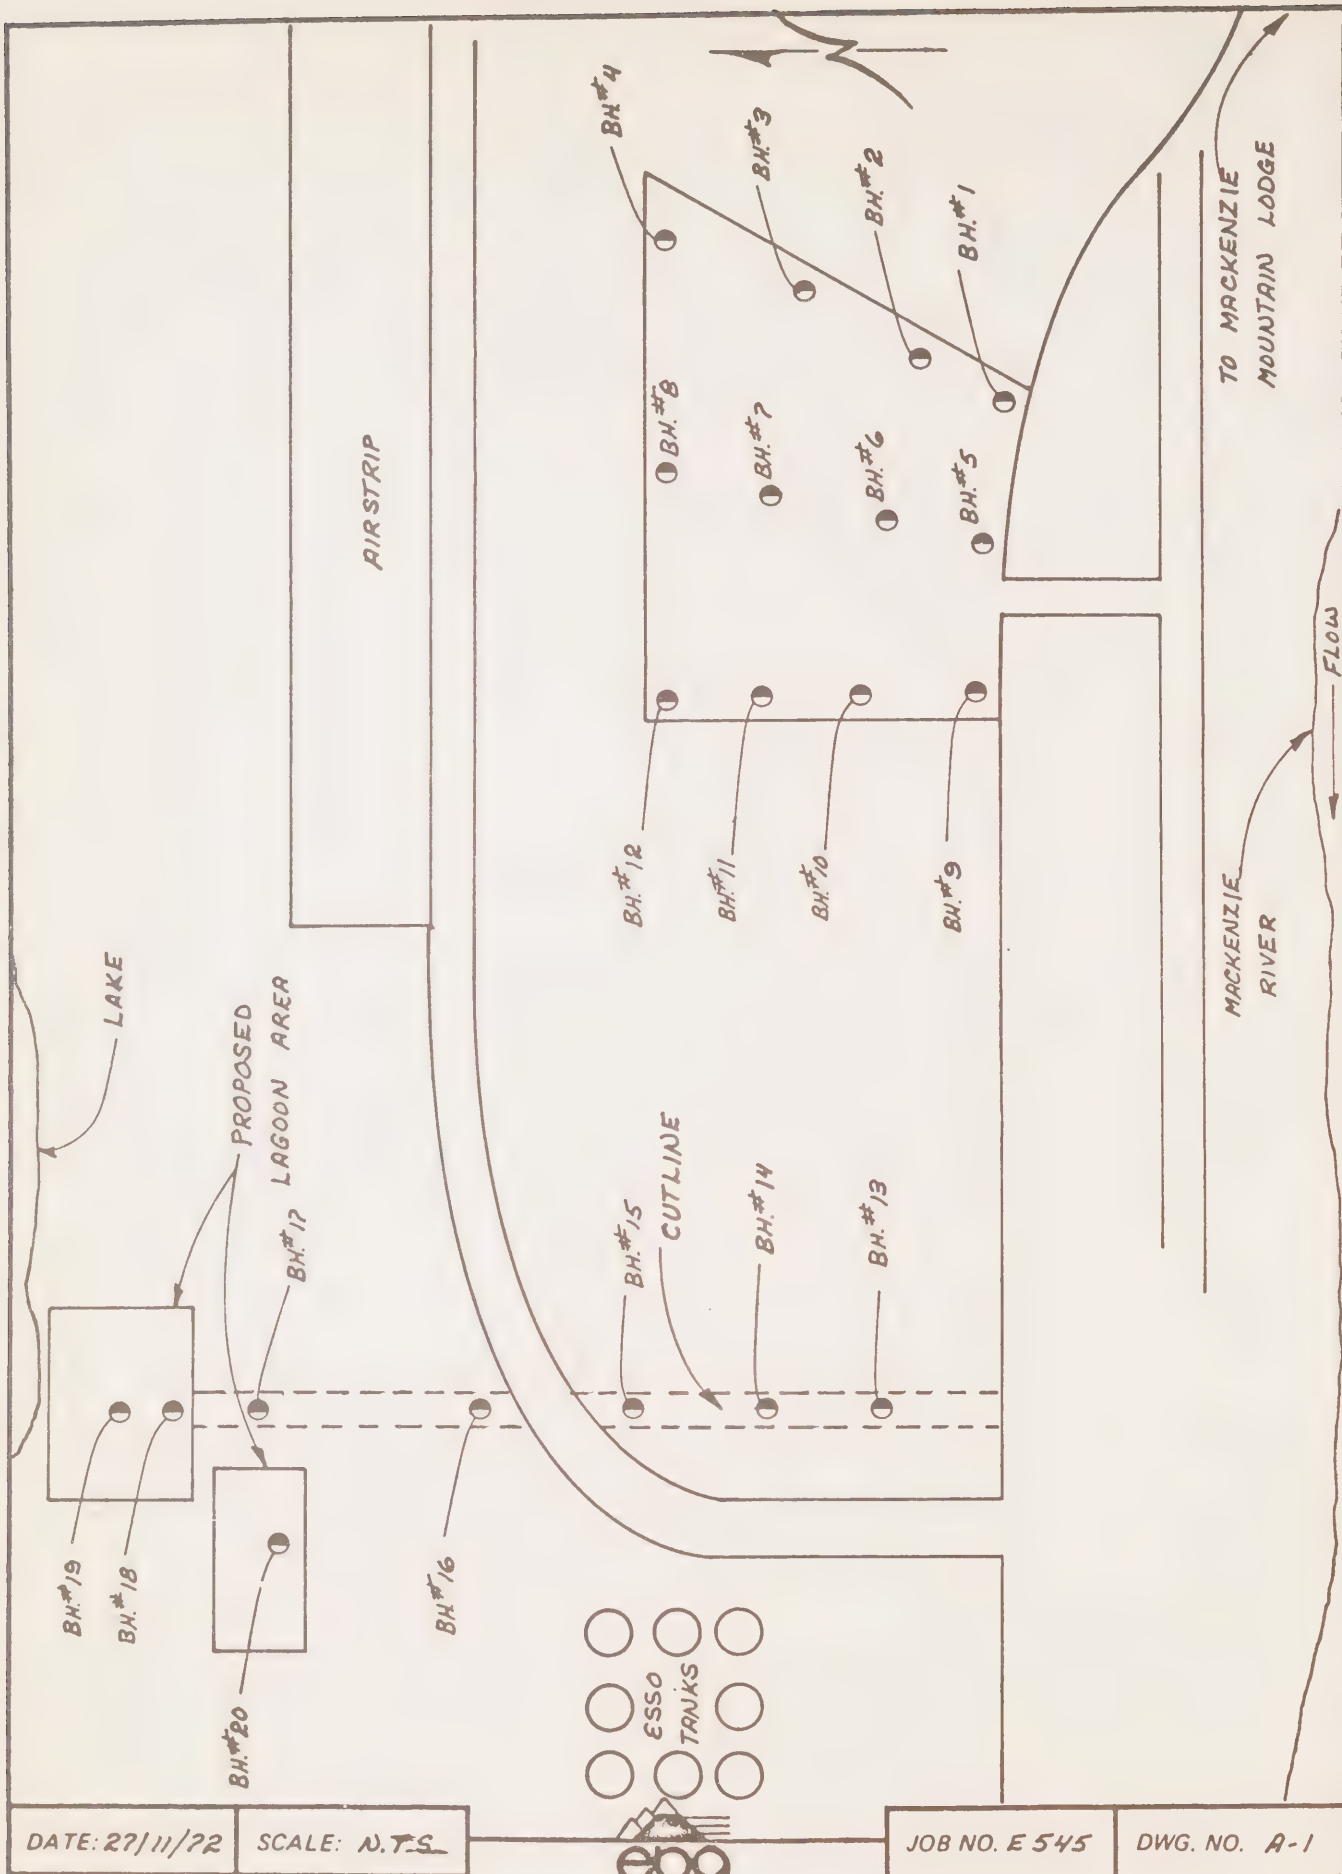 BH.#4
BH.#3
BH.#2
BH.#1
TO MACKENZIE
MOUNTAIN LODGE
AIRSTRIP
BH.#8
BH.#7
BH.#6
BH.#5
FLOW
BH.#12
BH.#11
BH.#10
BH.#9
MACKENZIE
RIVER
LAKE
PROPOSED
LAGOON AREA
BH.#17
BH.#15
CUTLINE
BH.#14
BH.#13
BH.#19
BH.#18
BH.#16
BH.#20
ESSO
TANKS
DATE: 27/11/72
SCALE: N.T.S.
JOB NO. E 545
DWG. NO. A-1